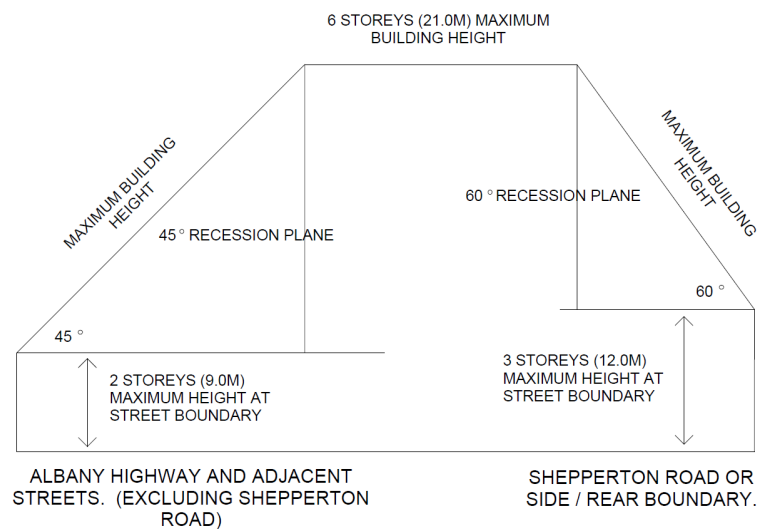 6 STOREYS (21.0M) MAXIMUM
BUILDING HEIGHT
MAXIMUM BUILDING
HEIGHT
MAXIMUM BUILDING
HEIGHT
60 ° RECESSION PLANE
45 ° RECESSION PLANE
60 °
45 °
2 STOREYS (9.0M)
MAXIMUM HEIGHT AT
STREET BOUNDARY
3 STOREYS (12.0M)
MAXIMUM HEIGHT AT
STREET BOUNDARY
ALBANY HIGHWAY AND ADJACENT
STREETS. (EXCLUDING SHEPPERTON
ROAD)
SHEPPERTON ROAD OR
SIDE / REAR BOUNDARY.